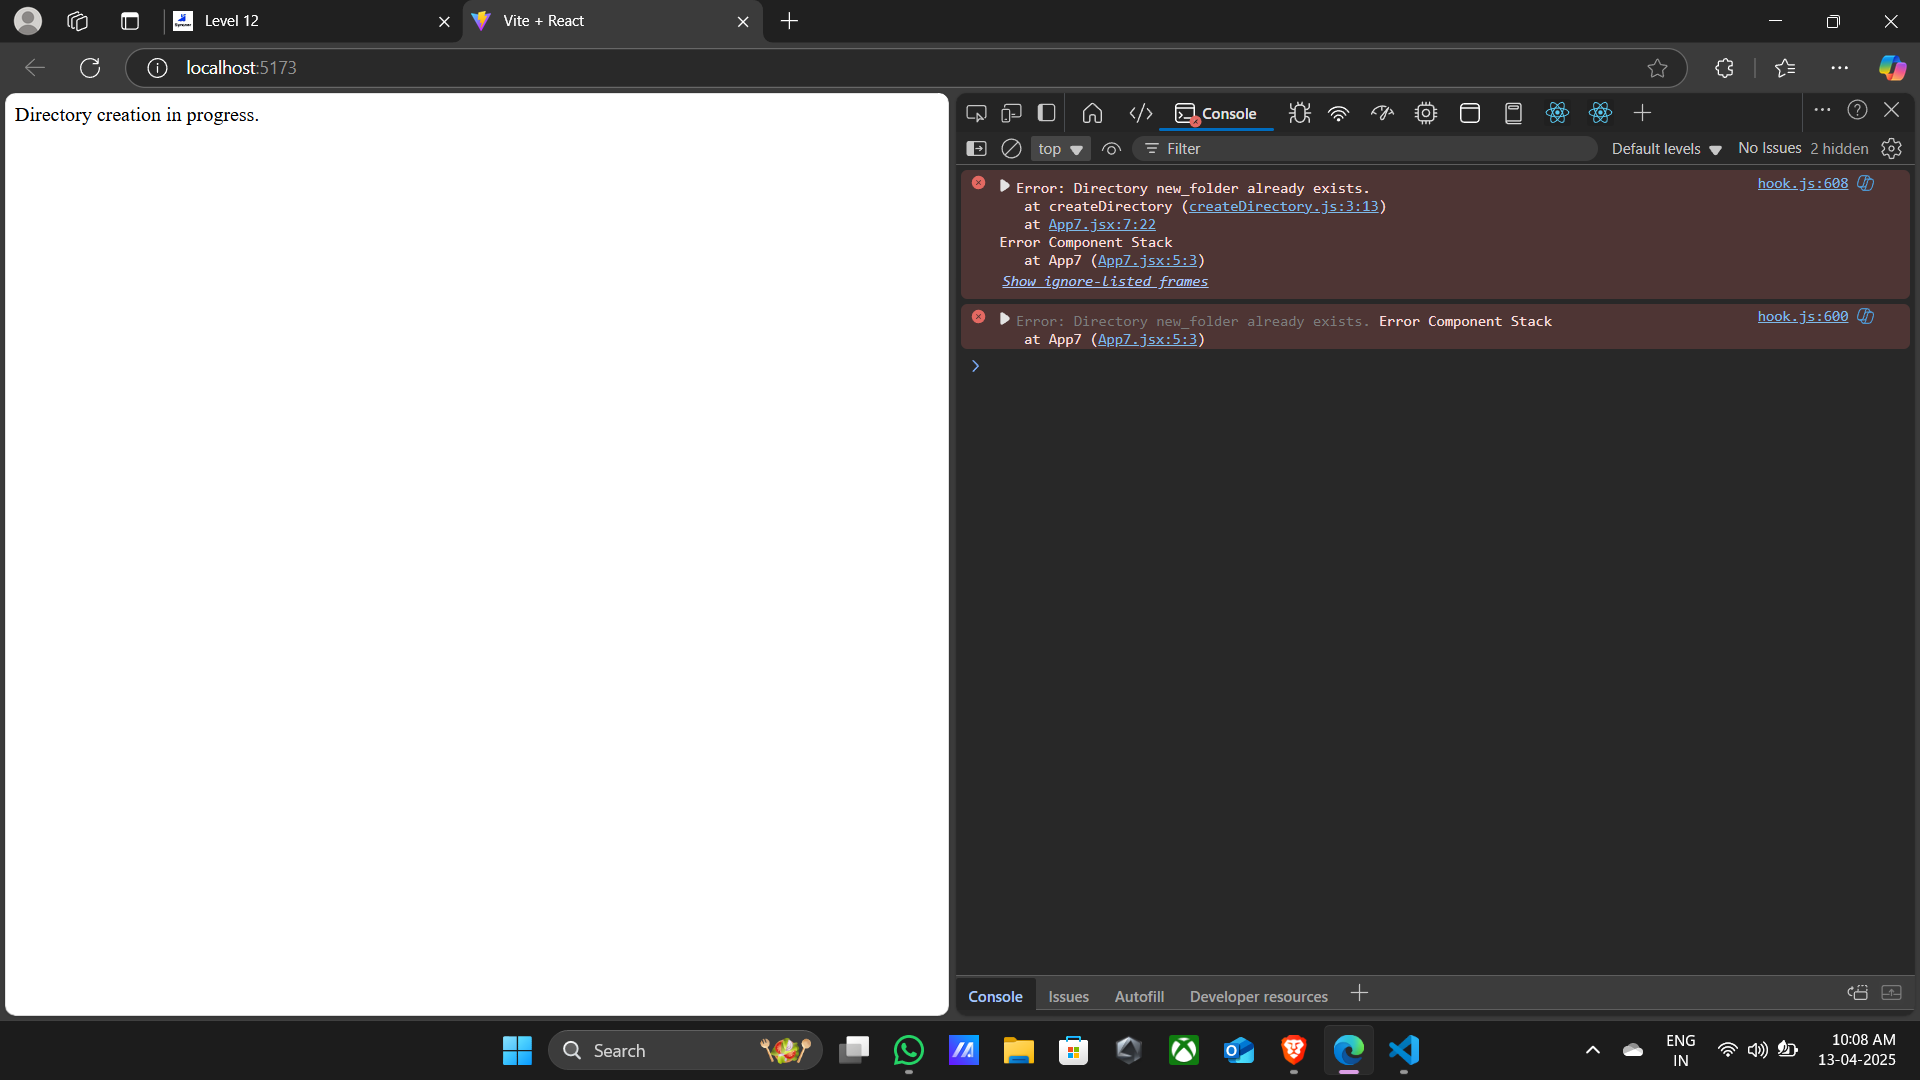 Level 12
Vite + React
localhost:5173
Directory creation in progress.
Console
top
Filter
Default levels
No Issues
2 hidden
Error: Directory new_folder already exists.
hook.js:608
at createDirectory (createDirectory.js:3:13)
at App7.jsx:7:22
Error Component Stack
at App7 (App7.jsx:5:3)
Show ignore-listed frames
Error: Directory new_folder already exists. Error Component Stack
hook.js:600
at App7 (App7.jsx:5:3)
Console
Issues
Autofill
Developer resources
Search
ENG
IN
10:08 AM
13-04-2025